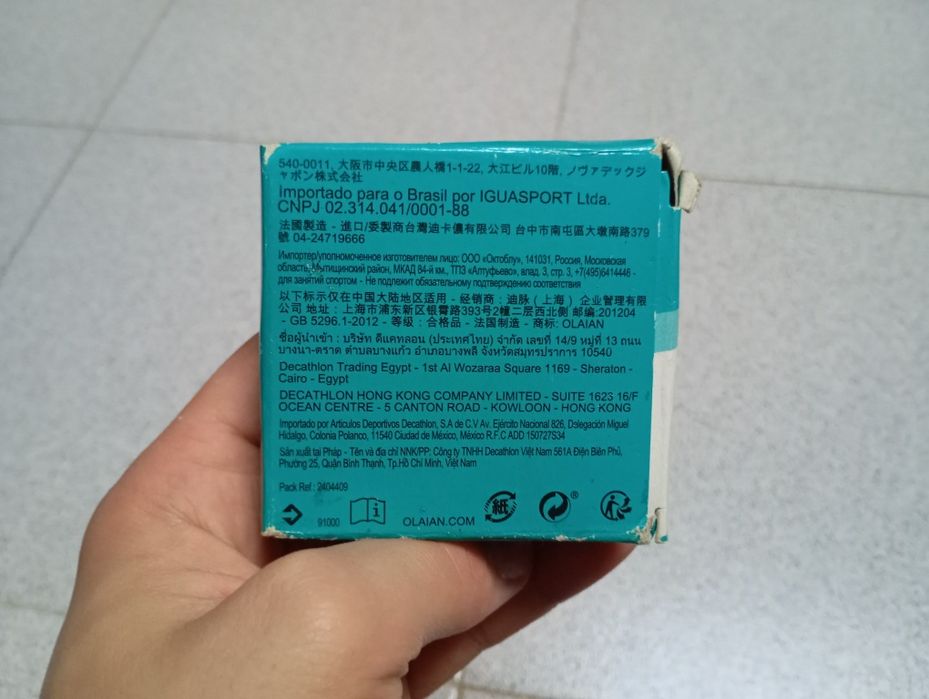 540-0011, 大阪市中央区農人橋1-1-22, 大江ビル10階, ノヴァデックジ
ャポン株式会社
Importado para o Brasil por IGUASPORT Ltda.
CNPJ 02.314.041/0001-88
法國製造 - 進口/委製商台灣迪卡儂有限公司 台中市南屯區大墩南路379
號 04-24719666
Импортер/уполномоченное изготовителем лицо: ООО «Октоблу», 141031, Россия, Московская
область, Мытищинский район, МКАД 84-й км., ТПЗ «Алтуфьево», влад. 3, стр. 3, +7(495)6414446 -
для занятий спортом - Не подлежит обязательному подтверждению соответствия
以下标示仅在中国大陆地区适用 - 经销商：迪脉（上海）企业管理有限
公司 地址：上海市浦东新区银霄路393号2幢二层西北侧 邮编:201204
- GB 5296.1-2012 - 等级：合格品 - 法国制造 - 商标: OLAIAN
ชื่อผู้นำเข้า : บริษัท ดีแคทลอน (ประเทศไทย) จำกัด เลขที่ 14/9 หมู่ที่ 13 ถนน
บางนา-ตราด ตำบลบางแก้ว อำเภอบางพลี จังหวัดสมุทรปราการ 10540
Decathlon Trading Egypt - 1st Al Wozaraa Square 1169 - Sheraton -
Cairo - Egypt
DECATHLON HONG KONG COMPANY LIMITED - SUITE 1623 16/F
OCEAN CENTRE - 5 CANTON ROAD - KOWLOON - HONG KONG
Importado por Articulos Deportivos Decathlon, S.A de C.V Av. Ejército Nacional 826, Delegación Miguel
Hidalgo, Colonia Polanco, 11540 Ciudad de México, México R.F.C ADD 150727S34
Sản xuất tại Pháp - Tên và địa chỉ NNK/PP: Công ty TNHH Decathlon Việt Nam 561A Điện Biên Phủ,
Phường 25, Quận Bình Thạnh, Tp.Hồ Chí Minh, Việt Nam
Pack Ref : 2404409
91000 i OLAIAN.COM 紙 ®